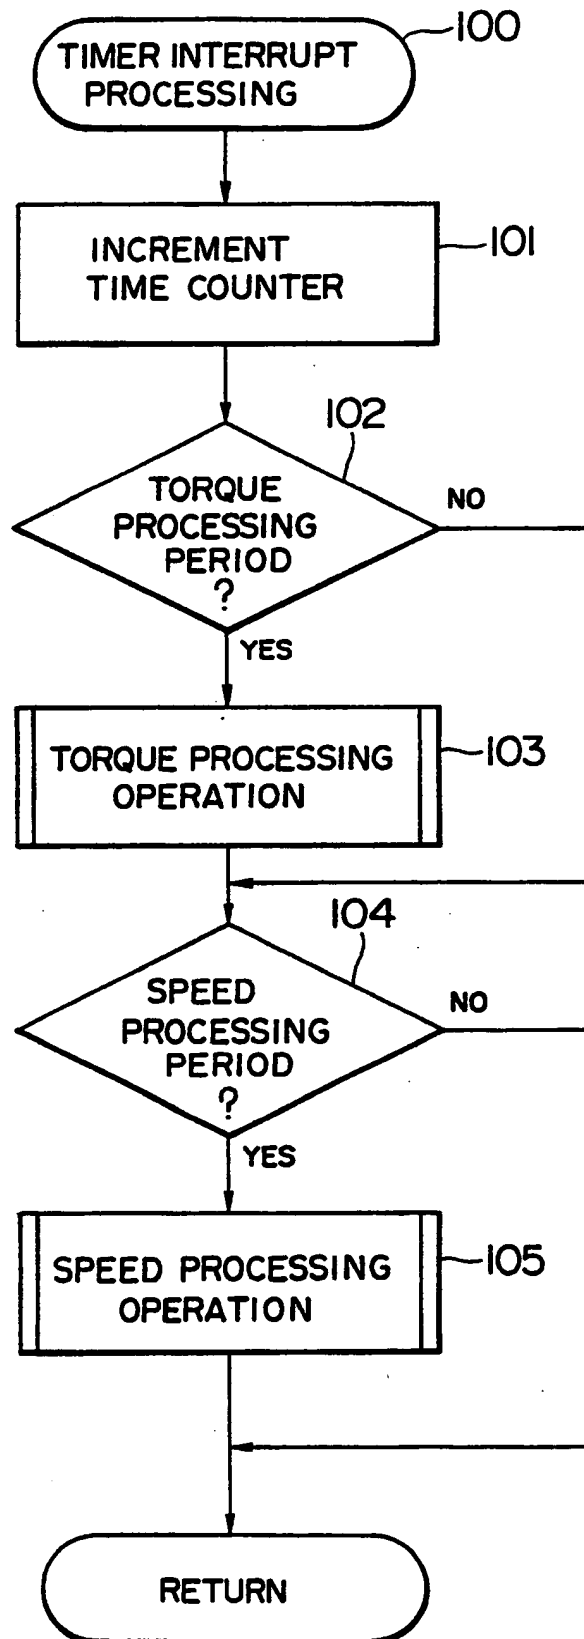 TIMER INTERRUPT
PROCESSING
100
INCREMENT
TIME COUNTER
101
102
TORQUE
PROCESSING
PERIOD
?
NO
YES
TORQUE PROCESSING
OPERATION
103
104
SPEED
PROCESSING
PERIOD
?
NO
YES
SPEED PROCESSING
OPERATION
105
RETURN